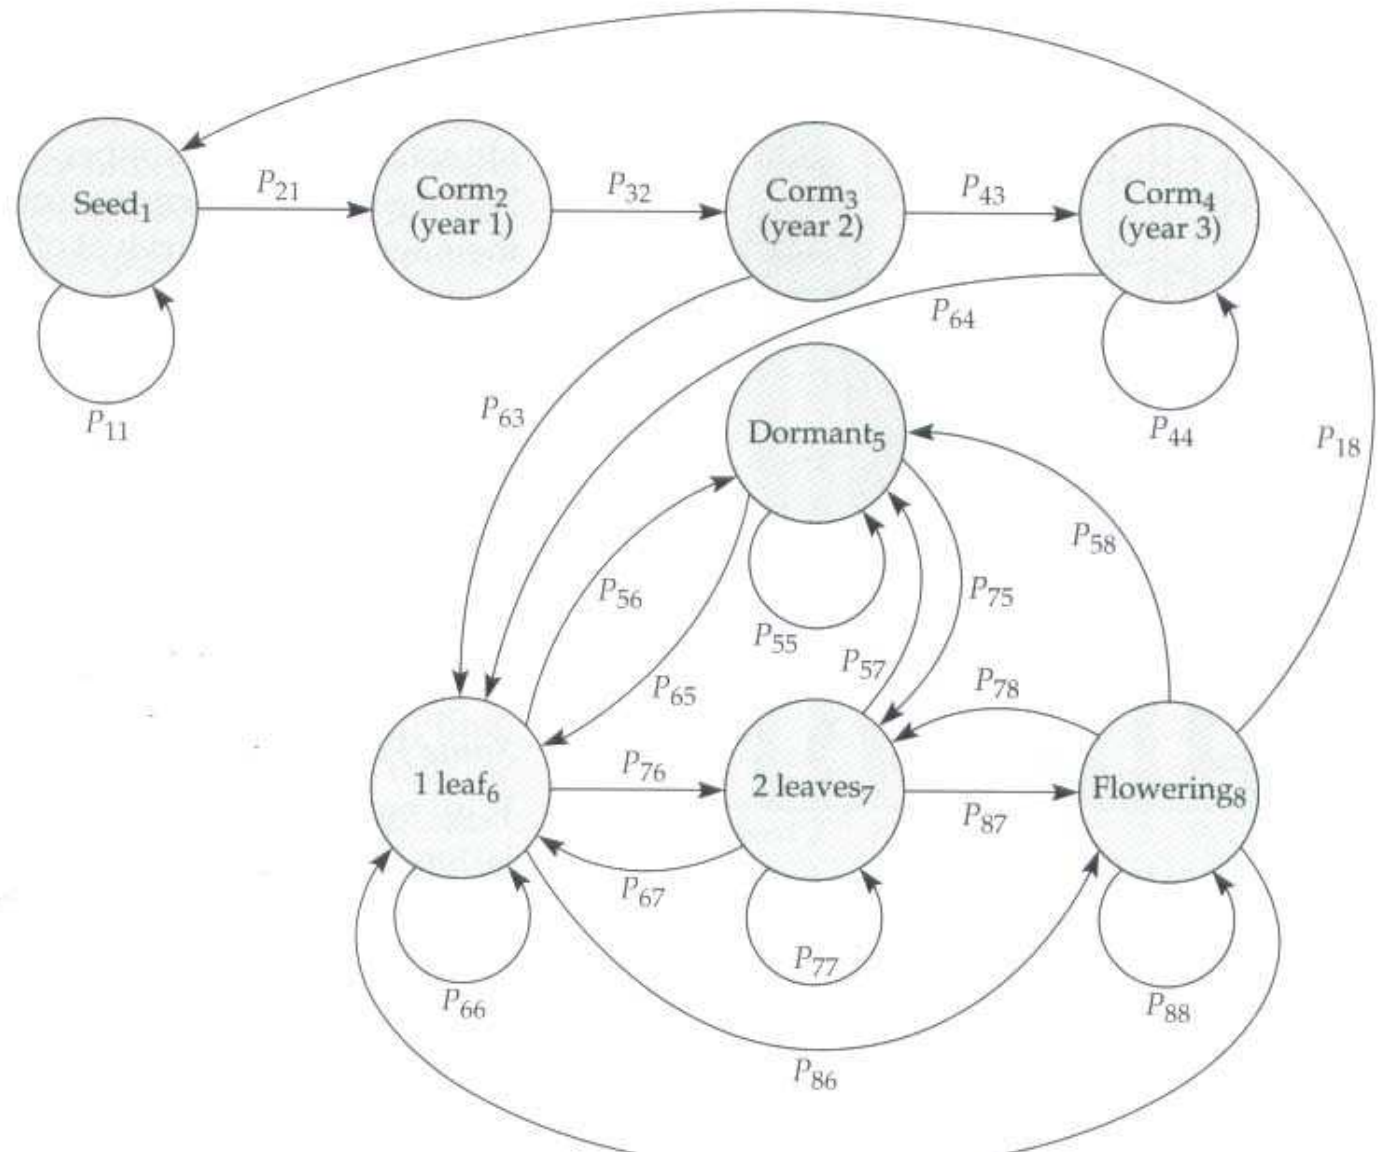 Seed₁
P₂₁
Corm₂
(year 1)
P₃₂
Corm₃
(year 2)
P₄₃
Corm₄
(year 3)
P₁₁
P₆₃
P₆₄
P₄₄
P₁₈
Dormant₅
P₅₈
P₅₆
P₅₅
P₇₅
P₅₇
P₆₅
P₇₈
1 leaf₆
P₇₆
2 leaves₇
P₈₇
Flowering₈
P₆₇
P₇₇
P₆₆
P₈₈
P₈₆